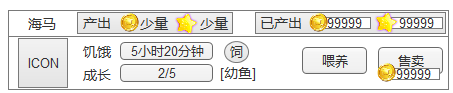 海马 产出 少量 少量 已产出 99999 99999
ICON 饥饿 5小时20分钟 饲 喂养 售卖
成长 2/5 [幼鱼] 99999